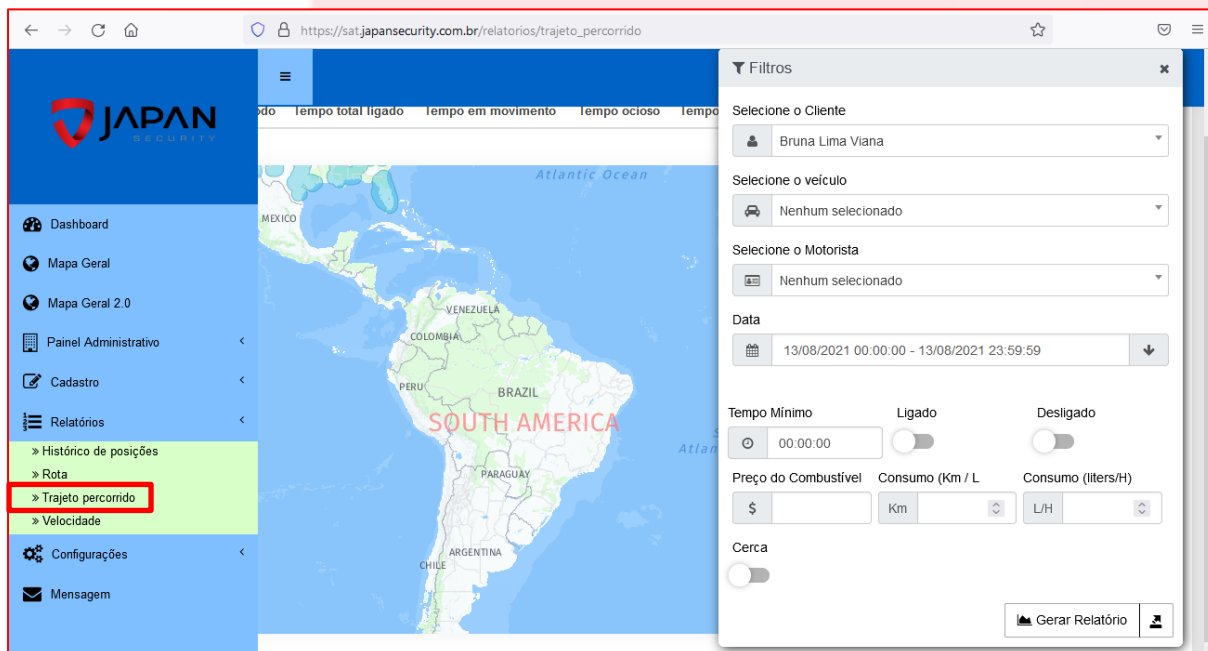 https://sat.japansecurity.com.br/relatorios/trajeto_percorrido
JAPAN
SECURITY
Dashboard
Mapa Geral
Mapa Geral 2.0
Painel Administrativo
Cadastro
Relatórios
» Histórico de posições
» Rota
» Trajeto percorrido
» Velocidade
Configurações
Mensagem
Tempo total ligado Tempo em movimento Tempo ocioso Tempo
Atlantic Ocean
MEXICO
VENEZUELA
COLOMBIA
PERU
BRAZIL
SOUTH AMERICA
PARAGUAY
ARGENTINA
CHILE
Filtros
Selecione o Cliente
Bruna Lima Viana
Selecione o veículo
Nenhum selecionado
Selecione o Motorista
Nenhum selecionado
Data
13/08/2021 00:00:00 - 13/08/2021 23:59:59
Tempo Mínimo Ligado Desligado
00:00:00
Preço do Combustível Consumo (Km / L Consumo (liters/H)
$ Km L/H
Cerca
Gerar Relatório